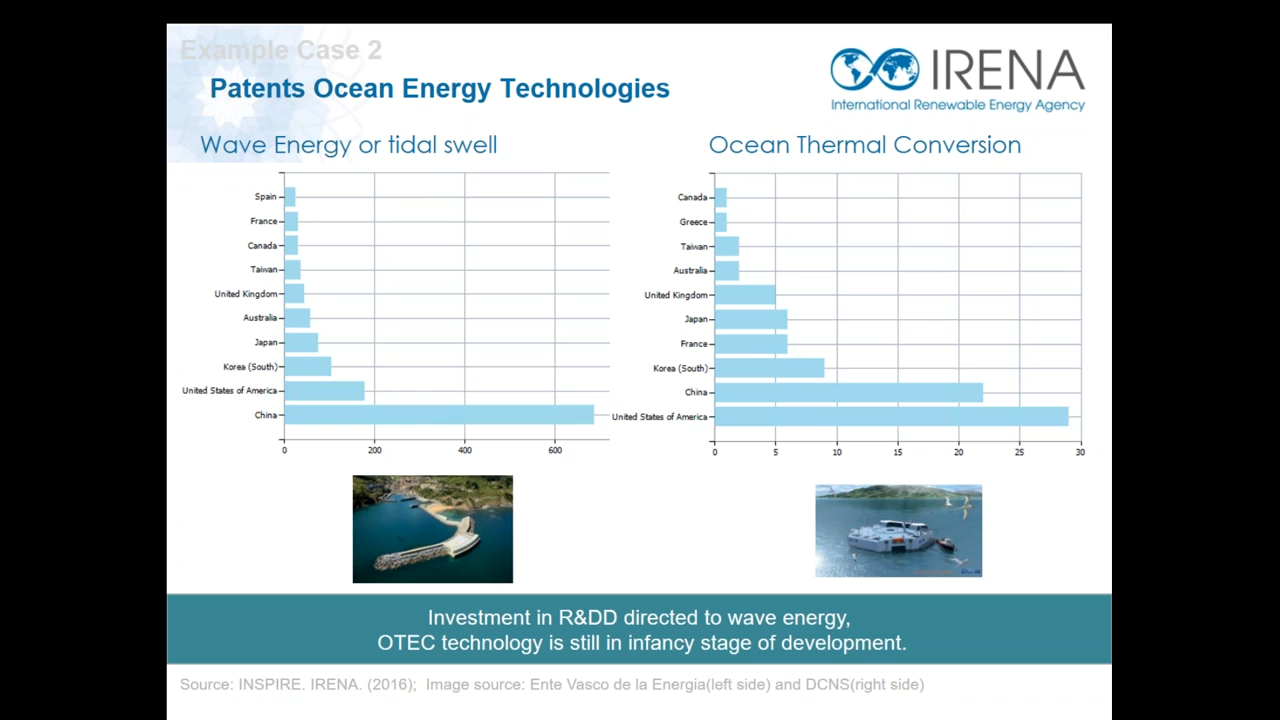 Example Case 2
Patents Ocean Energy Technologies
IRENA
International Renewable Energy Agency
Wave Energy or tidal swell
Spain
France
Canada
Taiwan
United Kingdom
Australia
Japan
Korea (South)
United States of America
China
0 200 400 600
Ocean Thermal Conversion
Canada
Greece
Taiwan
Australia
United Kingdom
Japan
France
Korea (South)
China
United States of America
0 5 10 15 20 25 30
Investment in R&DD directed to wave energy,
OTEC technology is still in infancy stage of development.
Source: INSPIRE. IRENA. (2016); Image source: Ente Vasco de la Energia(left side) and DCNS(right side)